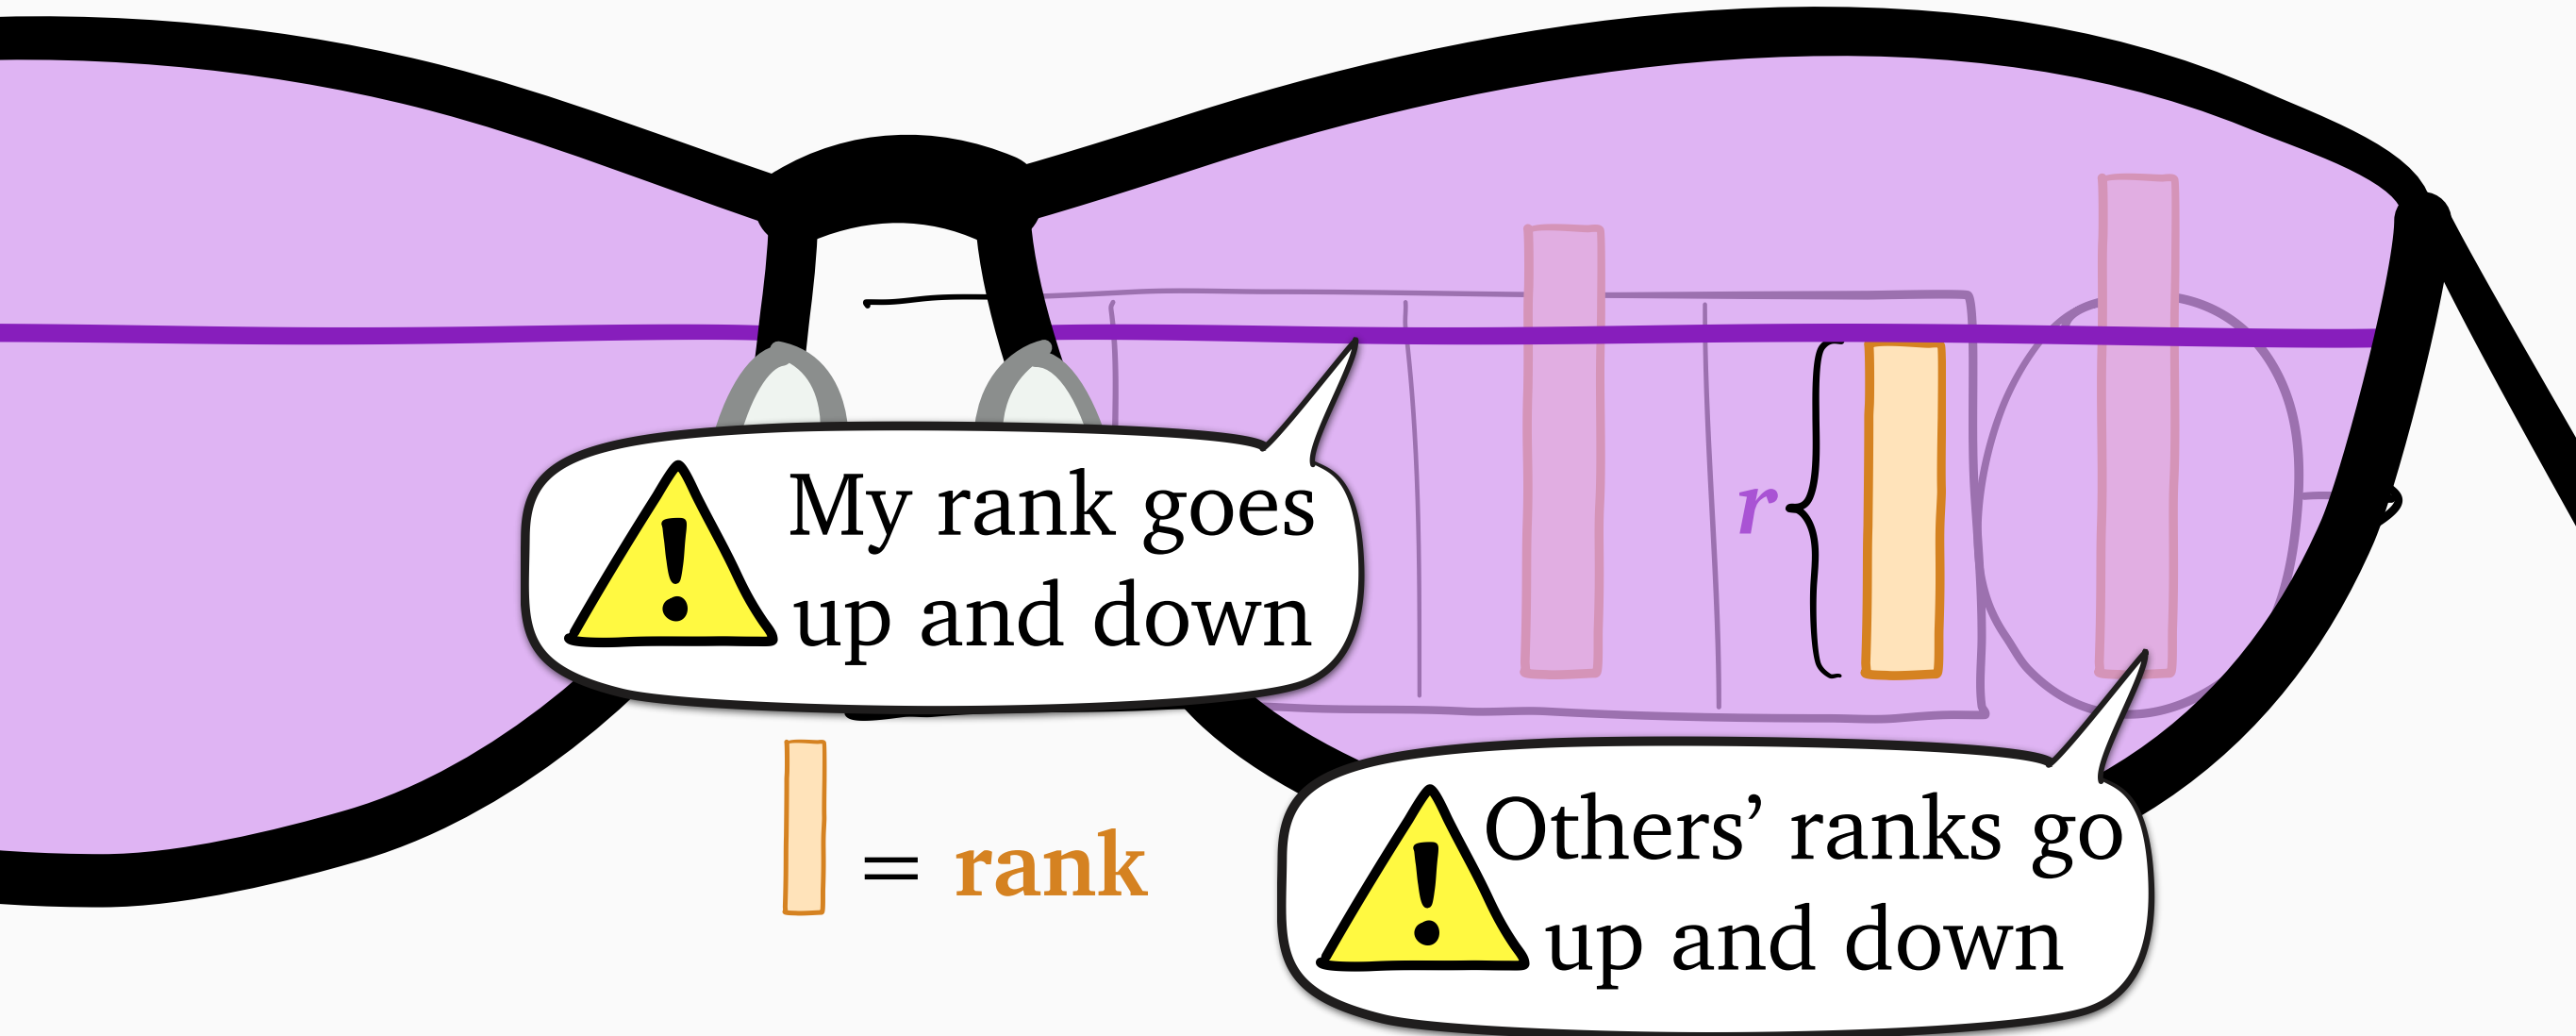 My rank goes
up and down
r
= rank
Others’ ranks go
up and down